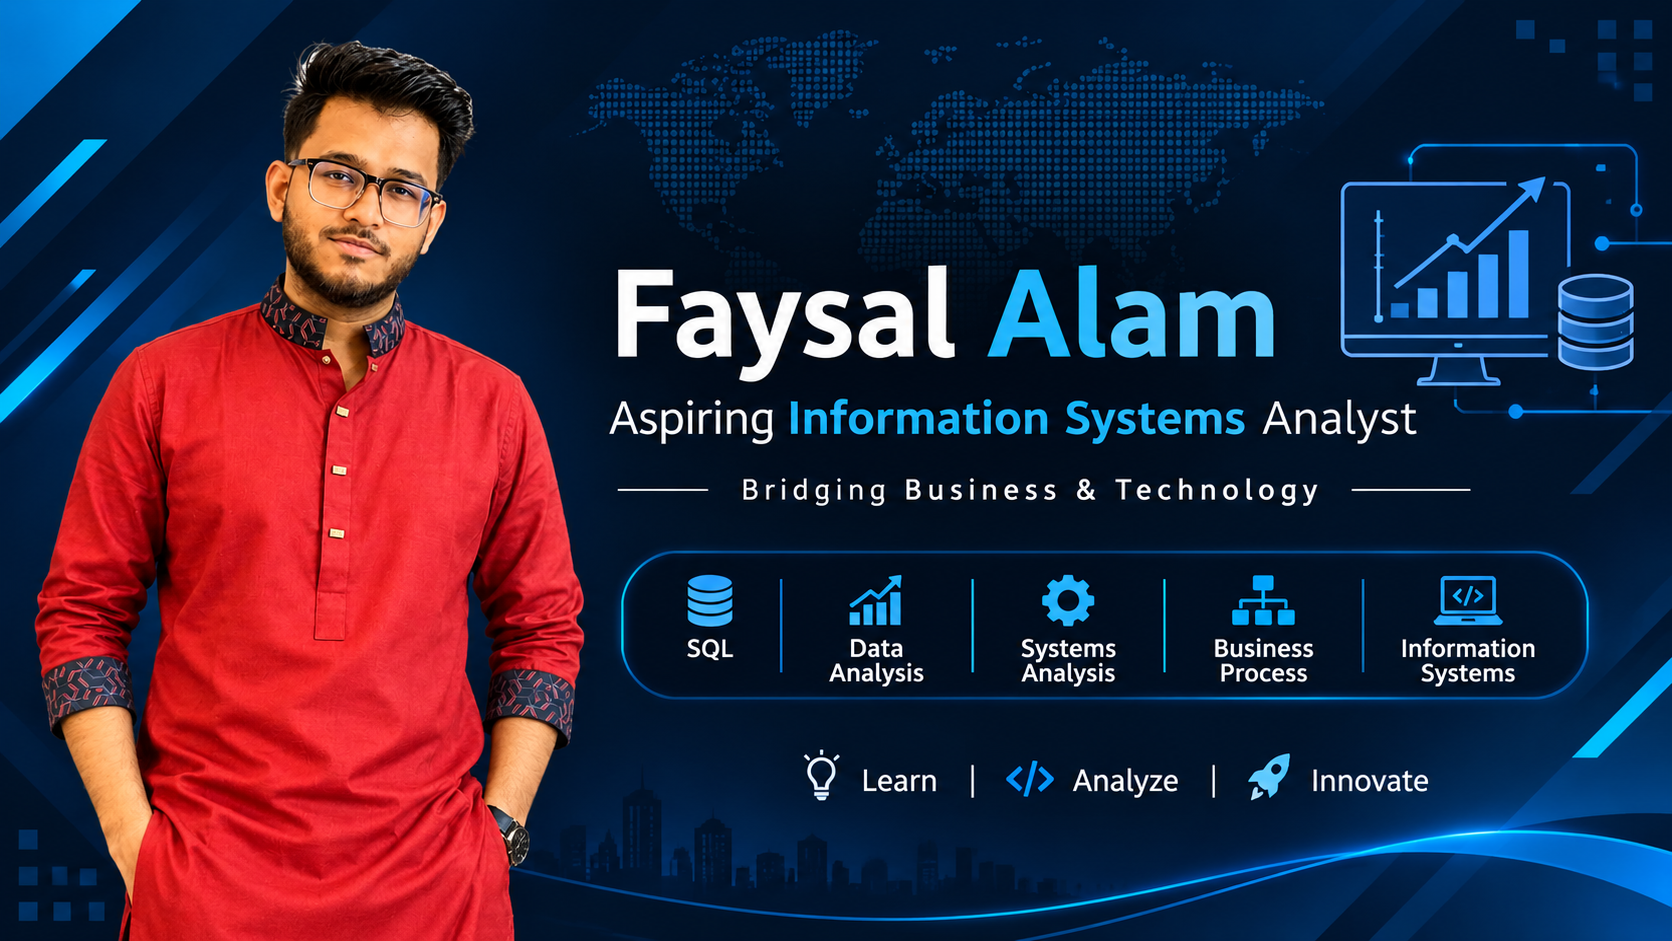 Faysal Alam
Aspiring Information Systems Analyst
Bridging Business & Technology
SQL
Data
Analysis
Systems
Analysis
Business
Process
Information
Systems
Learn | Analyze | Innovate